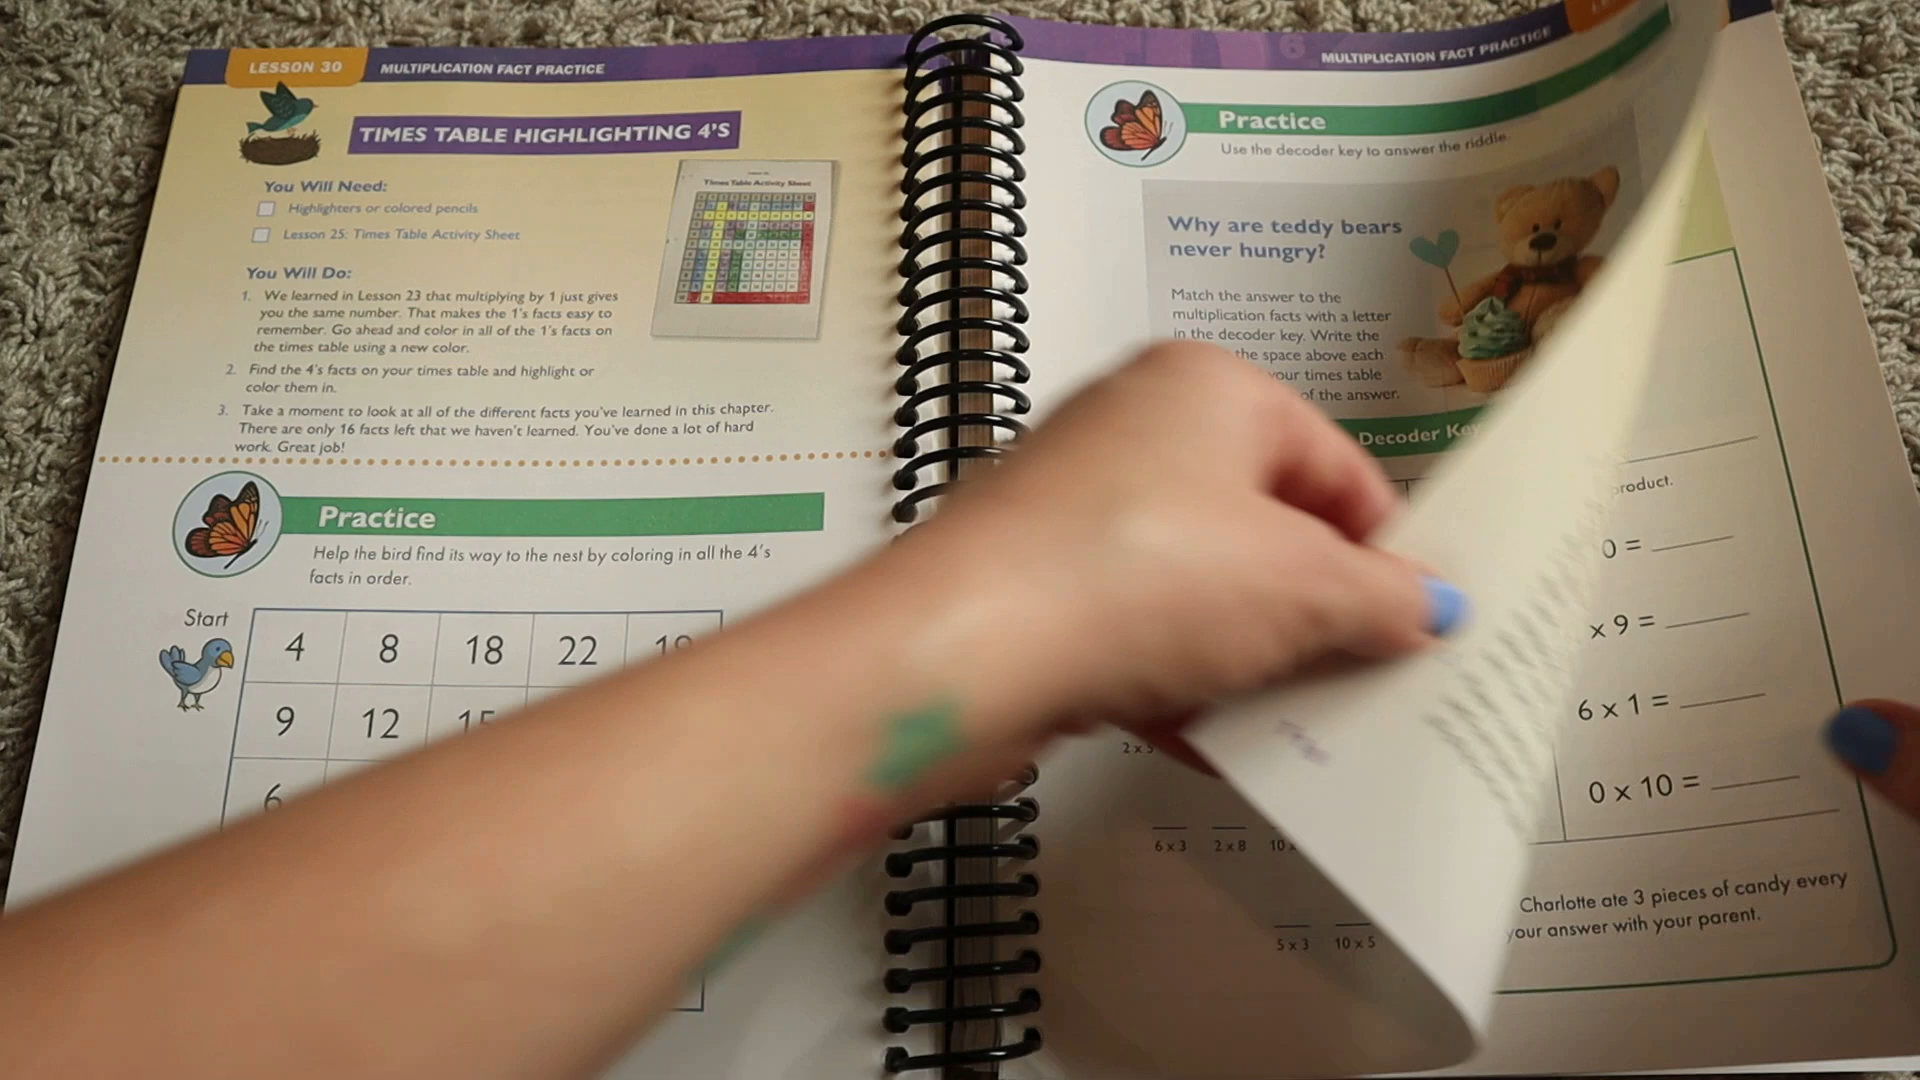 LESSON 30
MULTIPLICATION FACT PRACTICE
TIMES TABLE HIGHLIGHTING 4'S
You Will Need:
Highlighters or colored pencils
Lesson 25: Times Table Activity Sheet
Times Table Activity Sheet
You Will Do:
1. We learned in Lesson 23 that multiplying by 1 just gives
you the same number. That makes the 1's facts easy to
remember. Go ahead and color in all of the 1's facts on
the times table using a new color.
2. Find the 4's facts on your times table and highlight or
color them in.
3. Take a moment to look at all of the different facts you've learned in this chapter.
There are only 16 facts left that we haven't learned. You've done a lot of hard
work. Great job!
Practice
Help the bird find its way to the nest by coloring in all the 4's
facts in order.
Start
4 8 18 22
9 12
6
MULTIPLICATION FACT PRACTICE
Practice
Use the decoder key to answer the riddle.
Why are teddy bears
never hungry?
Match the answer to the
multiplication facts with a letter
in the decoder key. Write the
the space above each
your times table
of the answer.
Decoder Key
2 x 5
6 x 3 2 x 8 10 x
5 x 3 10 x 5
product.
0 =
x 9 =
6 x 1 =
0 x 10 =
Charlotte ate 3 pieces of candy every
your answer with your parent.